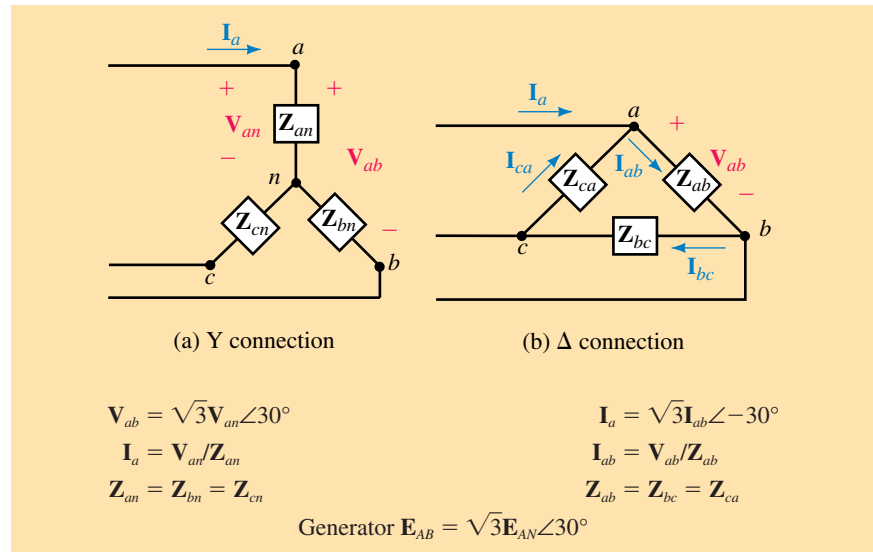 I_a
a
+ +
V_an Z_an
− V_ab
n
Z_cn Z_bn −
c b
(a) Y connection
I_a
a
+
I_ca I_ab V_ab
Z_ca Z_ab
−
c Z_bc b
I_bc
(b) Δ connection
V_ab = √3V_an∠30°
I_a = V_an/Z_an
Z_an = Z_bn = Z_cn
I_a = √3I_ab∠−30°
I_ab = V_ab/Z_ab
Z_ab = Z_bc = Z_ca
Generator E_AB = √3E_AN∠30°